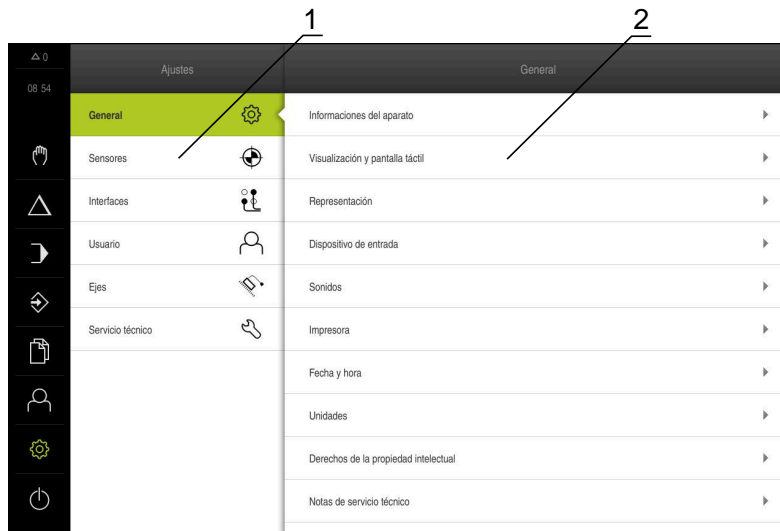 1
2
0
08 54
Ajustes
General
General
Sensores
Interfaces
Usuario
Ejes
Servicio técnico
Informaciones del aparato
Visualización y pantalla táctil
Representación
Dispositivo de entrada
Sonidos
Impresora
Fecha y hora
Unidades
Derechos de la propiedad intelectual
Notas de servicio técnico